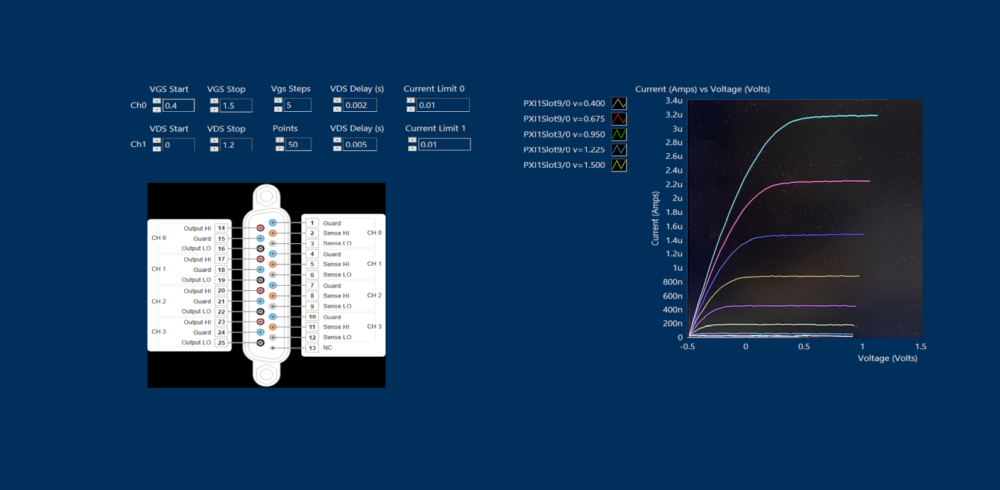 VGS Start VGS Stop Vgs Steps VDS Delay (s) Current Limit 0
Ch0 0.4 1.5 5 0.002 0.01
VDS Start VDS Stop Points VDS Delay (s) Current Limit 1
Ch1 0 1.2 50 0.005 0.01
CH 0
Output HI 14
Guard 15
Output LO 16
CH 1
Output HI 17
Guard 18
Output LO 19
CH 2
Output HI 20
Guard 21
Output LO 22
CH 3
Output HI 23
Guard 24
Output LO 25
1 Guard
2 Sense HI
3 Sense LO
CH 0
4 Guard
5 Sense HI
6 Sense LO
CH 1
7 Guard
8 Sense HI
9 Sense LO
CH 2
10 Guard
11 Sense HI
12 Sense LO
CH 3
13 NC
PXI1Slot9/0 v=0.400
PXI1Slot9/0 v=0.675
PXI1Slot3/0 v=0.950
PXI1Slot9/0 v=1.225
PXI1Slot3/0 v=1.500
Current (Amps) vs Voltage (Volts)
Current (Amps)
3.4u
3.2u
3u
2.8u
2.6u
2.4u
2.2u
2u
1.8u
1.6u
1.4u
1.2u
1u
800n
600n
400n
200n
0
-0.5 0 0.5 1 1.5
Voltage (Volts)